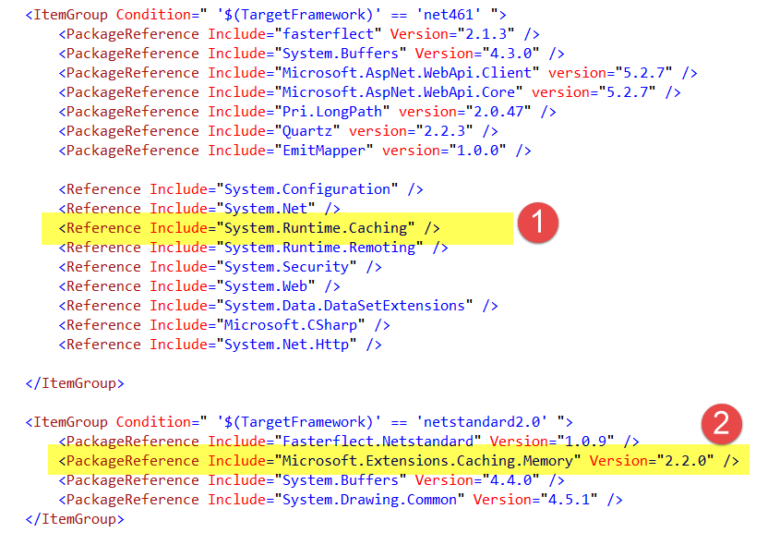 <ItemGroup Condition=" '$(TargetFramework)' == 'net461' ">
<PackageReference Include="fasterflect" Version="2.1.3" />
<PackageReference Include="System.Buffers" Version="4.3.0" />
<PackageReference Include="Microsoft.AspNet.WebApi.Client" version="5.2.7" />
<PackageReference Include="Microsoft.AspNet.WebApi.Core" version="5.2.7" />
<PackageReference Include="Pri.LongPath" version="2.0.47" />
<PackageReference Include="Quartz" version="2.2.3" />
<PackageReference Include="EmitMapper" version="1.0.0" />
<Reference Include="System.Configuration" />
<Reference Include="System.Net" />
<Reference Include="System.Runtime.Caching" /> 1
<Reference Include="System.Runtime.Remoting" />
<Reference Include="System.Security" />
<Reference Include="System.Web" />
<Reference Include="System.Data.DataSetExtensions" />
<Reference Include="Microsoft.CSharp" />
<Reference Include="System.Net.Http" />
</ItemGroup>
<ItemGroup Condition=" '$(TargetFramework)' == 'netstandard2.0' "> 2
<PackageReference Include="Fasterflect.Netstandard" Version="1.0.9" />
<PackageReference Include="Microsoft.Extensions.Caching.Memory" Version="2.2.0" />
<PackageReference Include="System.Buffers" Version="4.4.0" />
<PackageReference Include="System.Drawing.Common" Version="4.5.1" />
</ItemGroup>